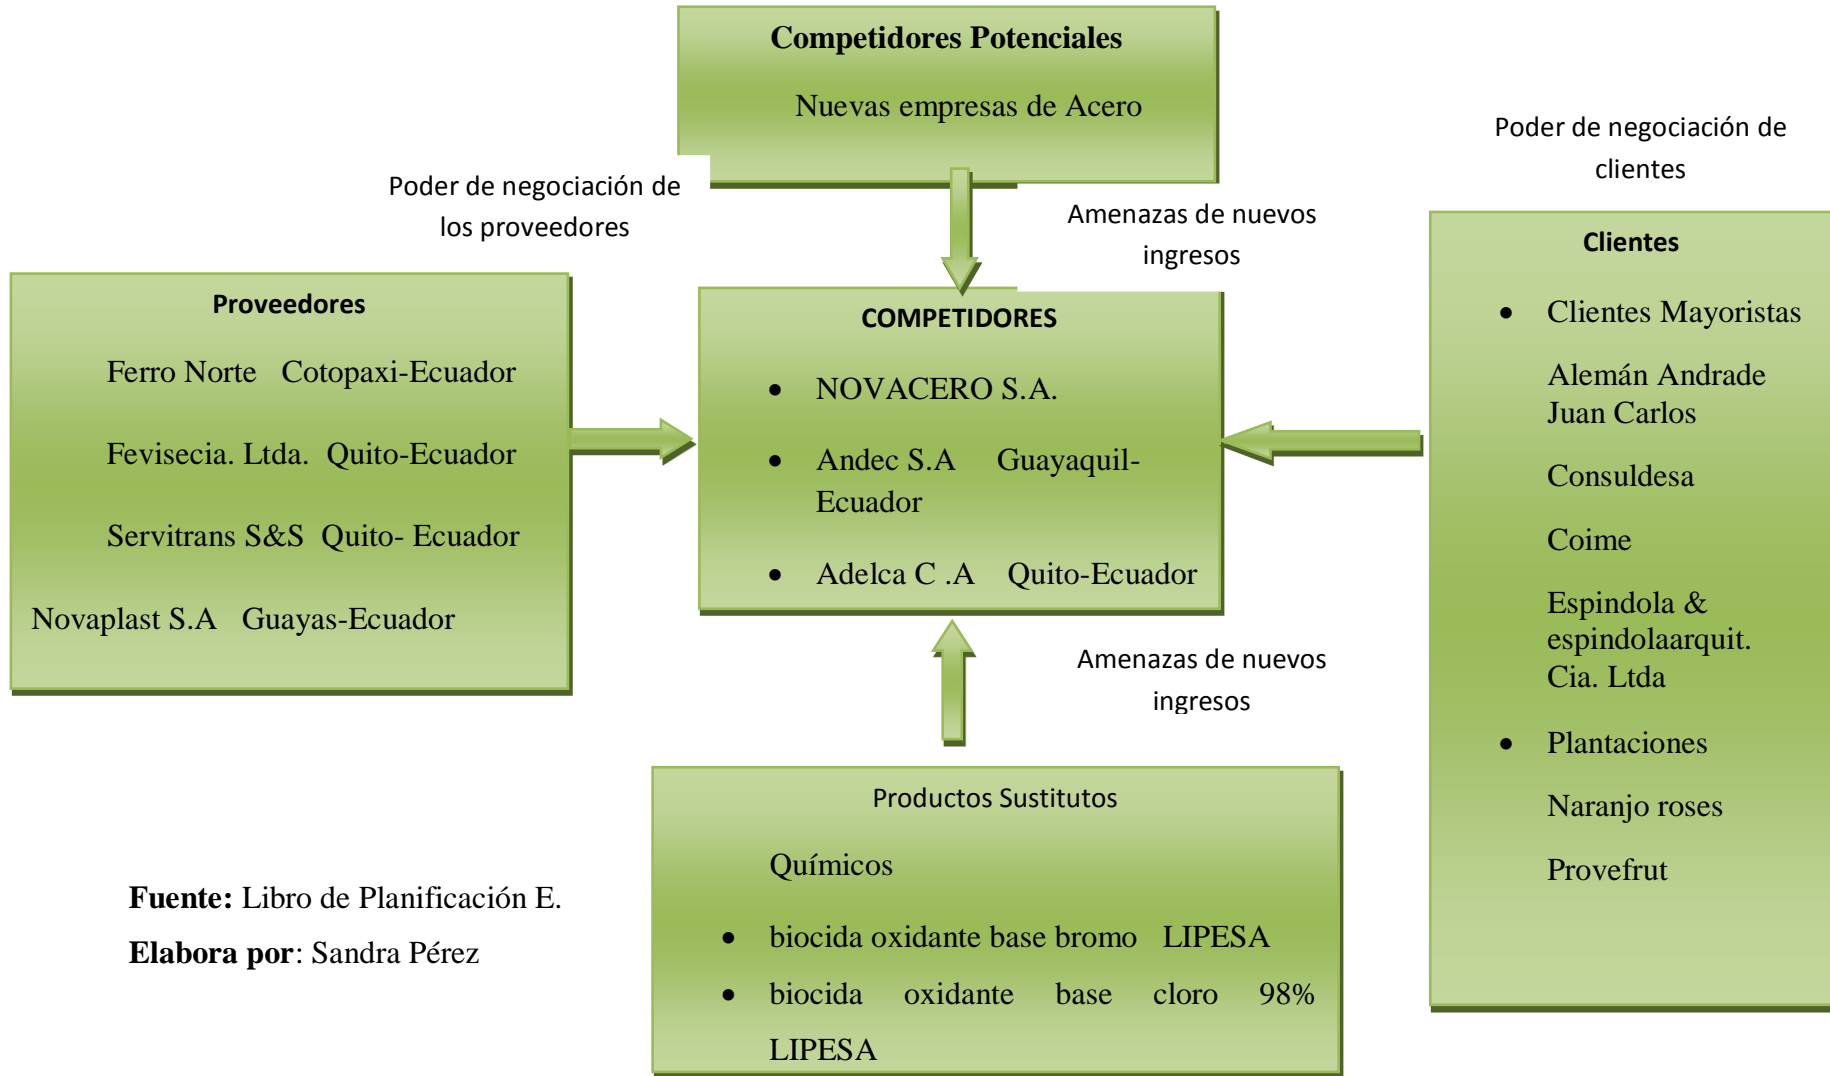 Competidores Potenciales
Nuevas empresas de Acero
Poder de negociación de
los proveedores
Amenazas de nuevos
ingresos
Poder de negociación de
clientes
Proveedores
Ferro Norte Cotopaxi-Ecuador
Fevisecia. Ltda. Quito-Ecuador
Servitrans S&S Quito- Ecuador
Novaplast S.A Guayas-Ecuador
COMPETIDORES
• NOVACERO S.A.
• Andec S.A Guayaquil-
Ecuador
• Adelca C .A Quito-Ecuador
Clientes
• Clientes Mayoristas
Alemán Andrade
Juan Carlos
Consuldesa
Coime
Espindola &
espindolaarquit.
Cia. Ltda
• Plantaciones
Naranjo roses
Provefrut
Amenazas de nuevos
ingresos
Productos Sustitutos
Químicos
• biocida oxidante base bromo LIPESA
• biocida oxidante base cloro 98%
LIPESA
Fuente: Libro de Planificación E.
Elabora por: Sandra Pérez